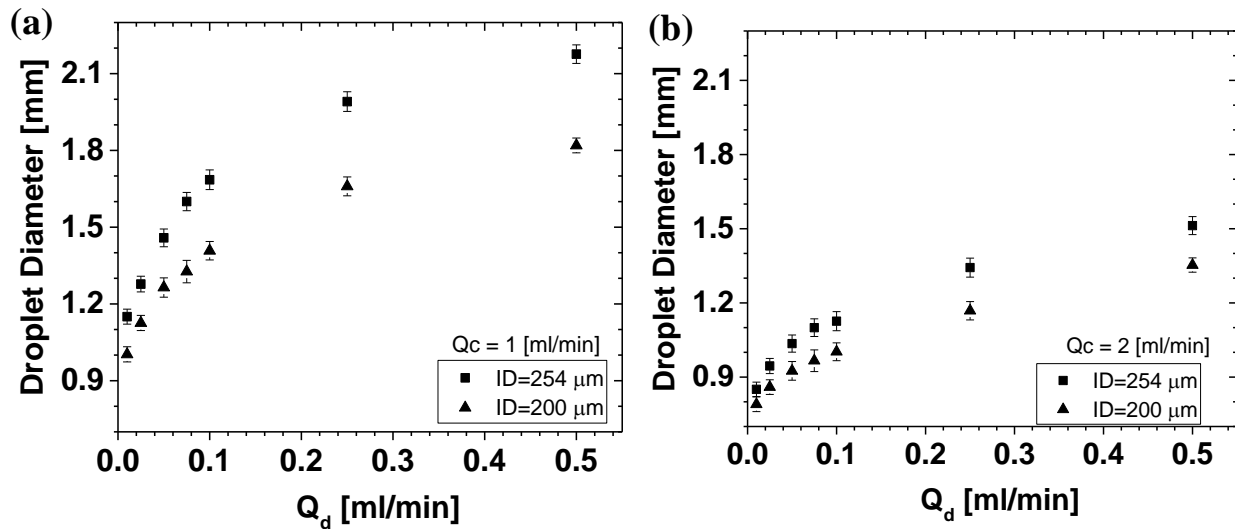 (a)
Droplet Diameter [mm]
2.1
1.8
1.5
1.2
0.9
Qc = 1 [ml/min]
ID=254 μm
ID=200 μm
0.0 0.1 0.2 0.3 0.4 0.5
Q_d [ml/min]
(b)
Droplet Diameter [mm]
2.1
1.8
1.5
1.2
0.9
Qc = 2 [ml/min]
ID=254 μm
ID=200 μm
0.0 0.1 0.2 0.3 0.4 0.5
Q_d [ml/min]